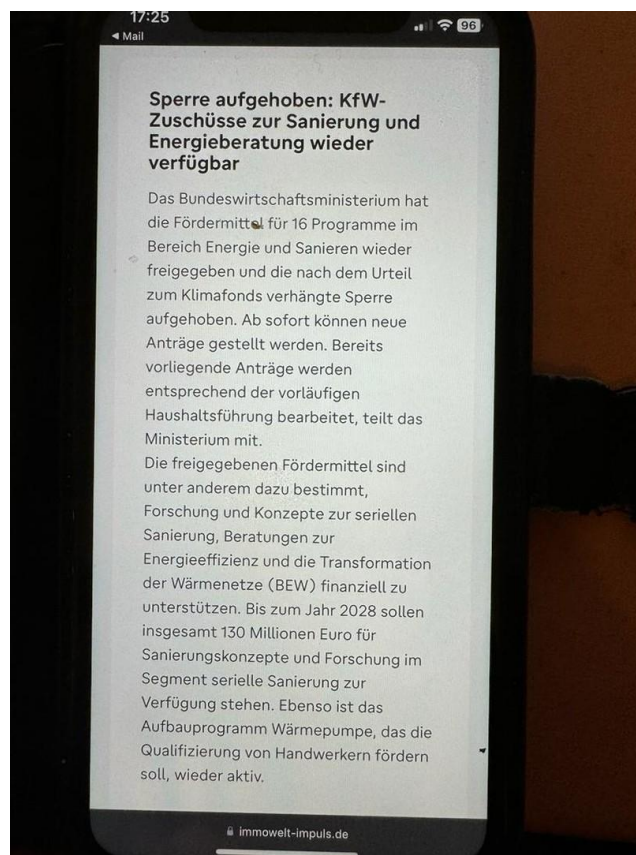 17:25
96
◀ Mail
Sperre aufgehoben: KfW-
Zuschüsse zur Sanierung und
Energieberatung wieder
verfügbar
Das Bundeswirtschaftsministerium hat
die Fördermittel für 16 Programme im
Bereich Energie und Sanieren wieder
freigegeben und die nach dem Urteil
zum Klimafonds verhängte Sperre
aufgehoben. Ab sofort können neue
Anträge gestellt werden. Bereits
vorliegende Anträge werden
entsprechend der vorläufigen
Haushaltsführung bearbeitet, teilt das
Ministerium mit.
Die freigegebenen Fördermittel sind
unter anderem dazu bestimmt,
Forschung und Konzepte zur seriellen
Sanierung, Beratungen zur
Energieeffizienz und die Transformation
der Wärmenetze (BEW) finanziell zu
unterstützen. Bis zum Jahr 2028 sollen
insgesamt 130 Millionen Euro für
Sanierungskonzepte und Forschung im
Segment serielle Sanierung zur
Verfügung stehen. Ebenso ist das
Aufbauprogramm Wärmepumpe, das die
Qualifizierung von Handwerkern fördern
soll, wieder aktiv.
immowelt-impuls.de